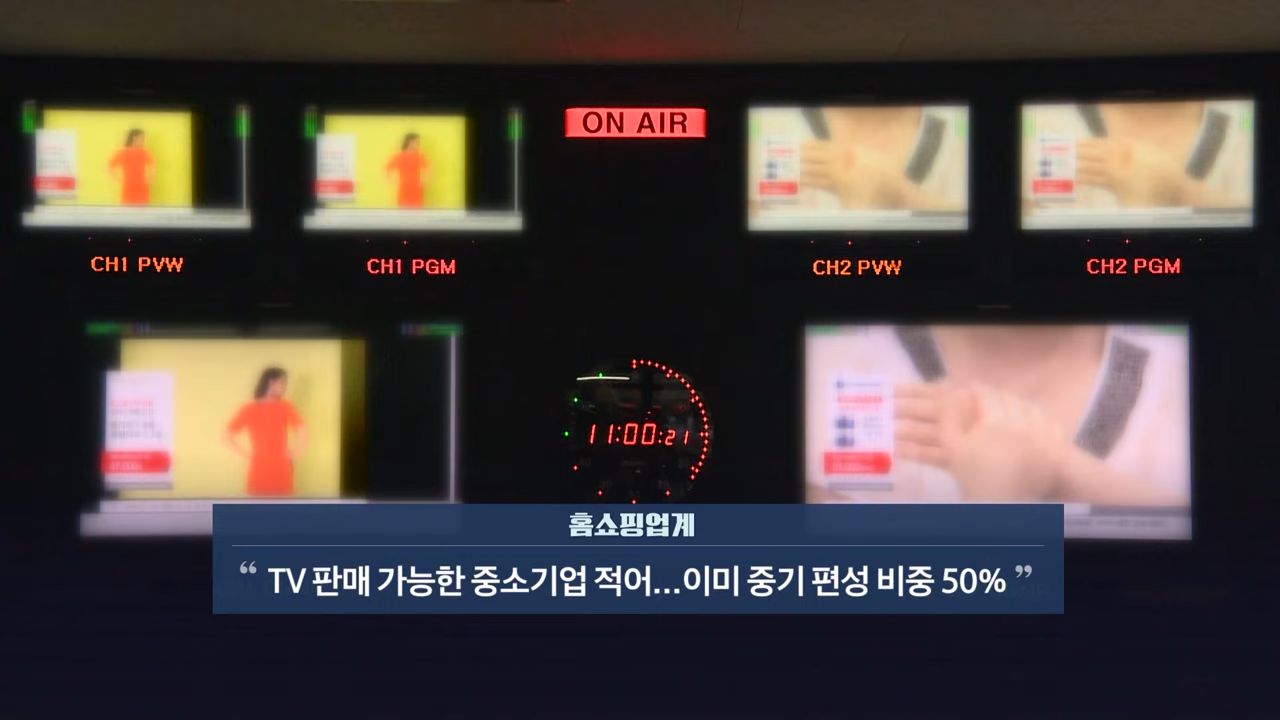 ON AIR
CH1 PVW
CH1 PGM
CH2 PVW
CH2 PGM
11:00:21
홈쇼핑업계
“ TV 판매 가능한 중소기업 적어...이미 중기 편성 비중 50% ”